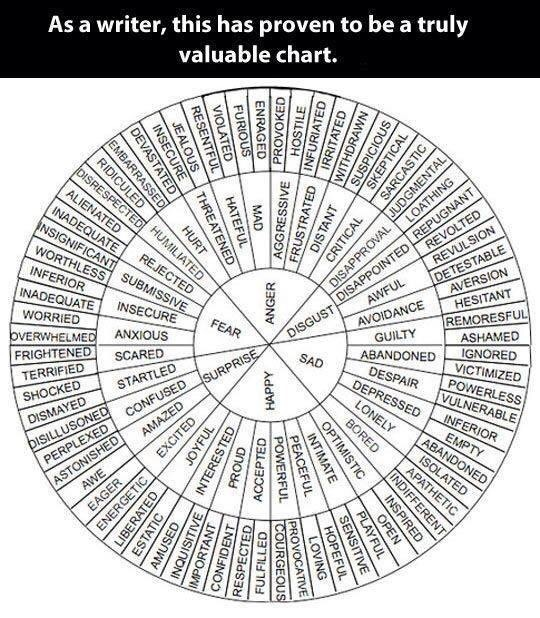 As a writer, this has proven to be a truly
valuable chart.
PROVOKED
HOSTILE
INFURIATED
IRRITATED
WITHDRAWN
SUSPICIOUS
SKEPTICAL
SARCASTIC
JUDGMENTAL
LOATHING
REPUGNANT
REVOLTED
REVULSION
DETESTABLE
AVERSION
HESITANT
REMORESFUL
ASHAMED
IGNORED
VICTIMIZED
POWERLESS
VULNERABLE
INFERIOR
EMPTY
ABANDONED
ISOLATED
APATHETIC
INDIFFERENT
INSPIRED
OPEN
PLAYFUL
SENSITIVE
HOPEFUL
LOVING
PROVOCATIVE
COURGEOUS
FULFILLED
RESPECTED
CONFIDENT
IMPORTANT
INQUISITIVE
AMUSED
ESTATIC
LIBERATED
ENERGETIC
EAGER
AWE
ASTONISHED
PERPLEXED
DISILLUSONED
DISMAYED
SHOCKED
TERRIFIED
FRIGHTENED
OVERWHELMED
WORRIED
INADEQUATE
INFERIOR
WORTHLESS
INSIGNIFICANT
INADEQUATE
ALIENATED
DISRESPECTED
RIDICULED
EMBARRASSED
DEVASTATED
INSECURE
JEALOUS
RESENTFUL
VIOLATED
FURIOUS
ENGAGED
AGGRESSIVE
FRUSTRATED
DISTANT
CRITICAL
DISAPPROVAL
DISAPPOINTED
AWFUL
AVOIDANCE
GUILTY
ABANDONED
DESPAIR
DEPRESSED
LONELY
BORED
OPTIMISTIC
INTIMATE
PEACEFUL
POWERFUL
ACCEPTED
PROUD
INTERESTED
JOYFUL
EXCITED
AMAZED
CONFUSED
STARTLED
SCARED
ANXIOUS
INSECURE
SUBMISSIVE
REJECTED
HUMILIATED
HURT
THREATENED
HATEFUL
MAD
ANGER
DISGUST
SAD
HAPPY
SURPRISE
FEAR